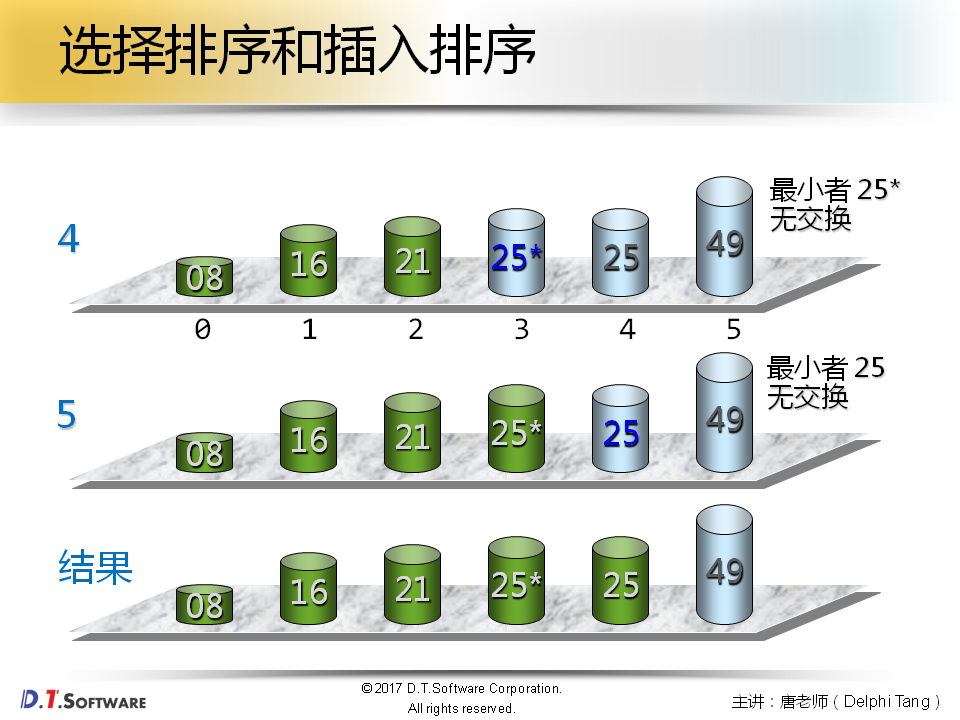 选择排序和插入排序
最小者 25*
无交换
4
08 16 21 25* 25 49
0 1 2 3 4 5
最小者 25
无交换
5
08 16 21 25* 25 49
结果
08 16 21 25* 25 49
D.T.SOFTWARE
©2017 D.T.Software Corporation.
All rights reserved.
主讲：唐老师（Delphi Tang）